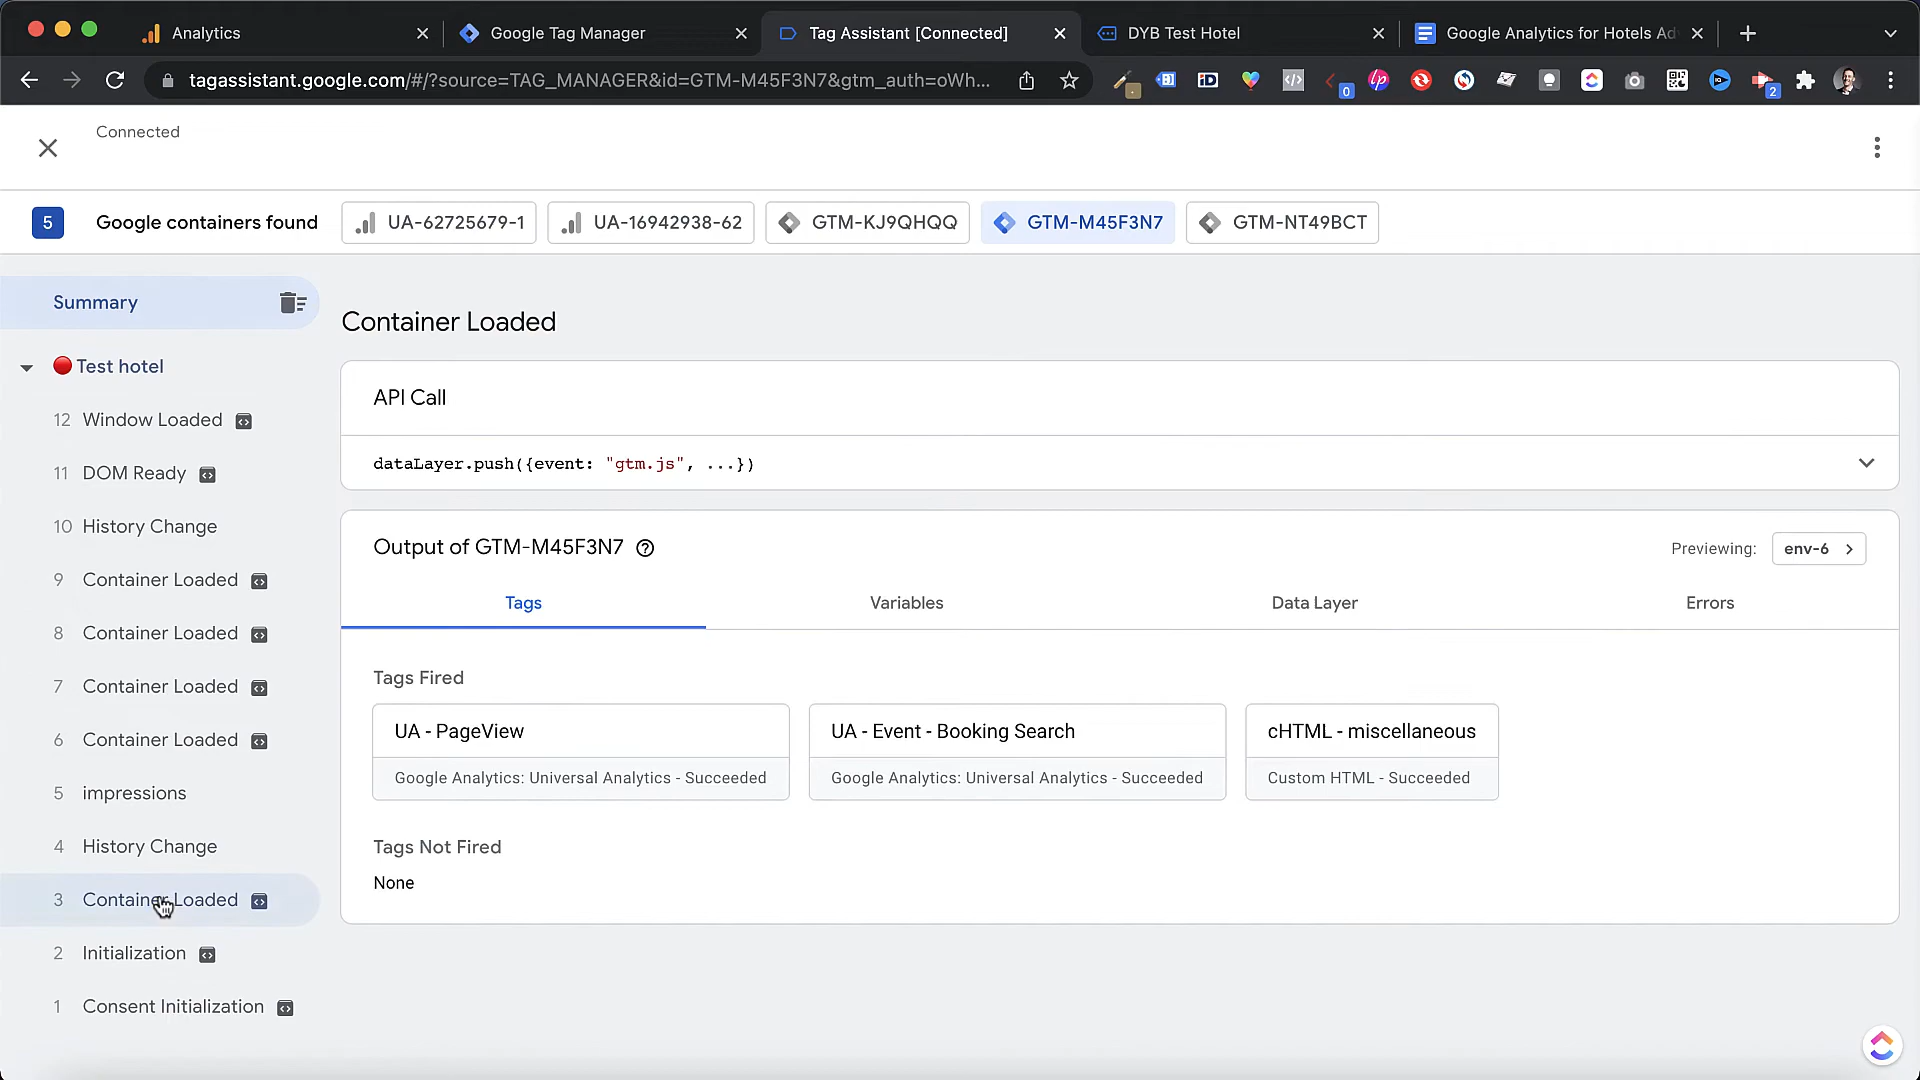 Analytics
Google Tag Manager
Tag Assistant [Connected]
DYB Test Hotel
Google Analytics for Hotels Ad
tagassistant.google.com/#/?source=TAG_MANAGER&id=GTM-M45F3N7&gtm_auth=oWh...
0
2
Connected
5
Google containers found
UA-62725679-1
UA-16942938-62
GTM-KJ9QHQQ
GTM-M45F3N7
GTM-NT49BCT
Summary
Test hotel
12 Window Loaded
11 DOM Ready
10 History Change
9 Container Loaded
8 Container Loaded
7 Container Loaded
6 Container Loaded
5 impressions
4 History Change
3 Container Loaded
2 Initialization
1 Consent Initialization
Container Loaded
API Call
dataLayer.push({event: "gtm.js", ...})
Output of GTM-M45F3N7
Previewing: env-6
Tags
Variables
Data Layer
Errors
Tags Fired
UA - PageView
Google Analytics: Universal Analytics - Succeeded
UA - Event - Booking Search
Google Analytics: Universal Analytics - Succeeded
cHTML - miscellaneous
Custom HTML - Succeeded
Tags Not Fired
None